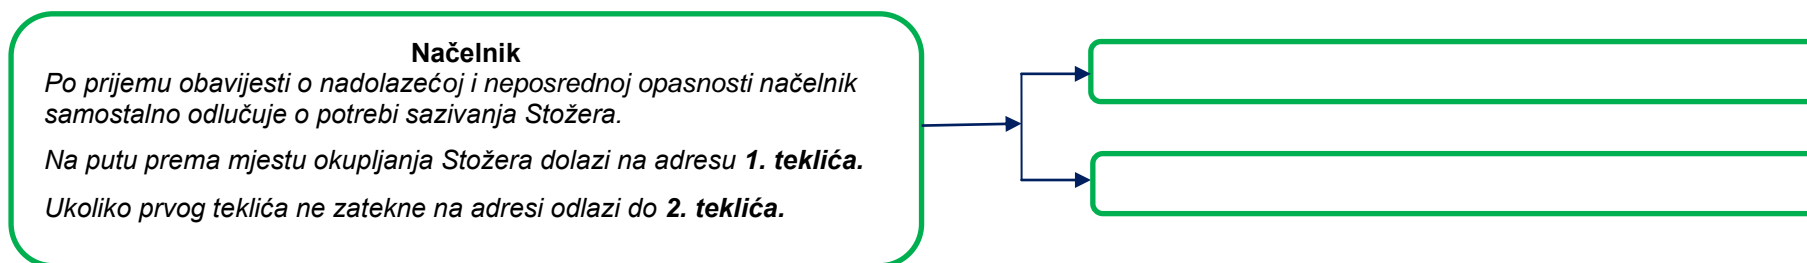 Načelnik
Po prijemu obavijesti o nadolazećoj i neposrednoj opasnosti načelnik
samostalno odlučuje o potrebi sazivanja Stožera.
Na putu prema mjestu okupljanja Stožera dolazi na adresu 1. teklića.
Ukoliko prvog teklića ne zatekne na adresi odlazi do 2. teklića.